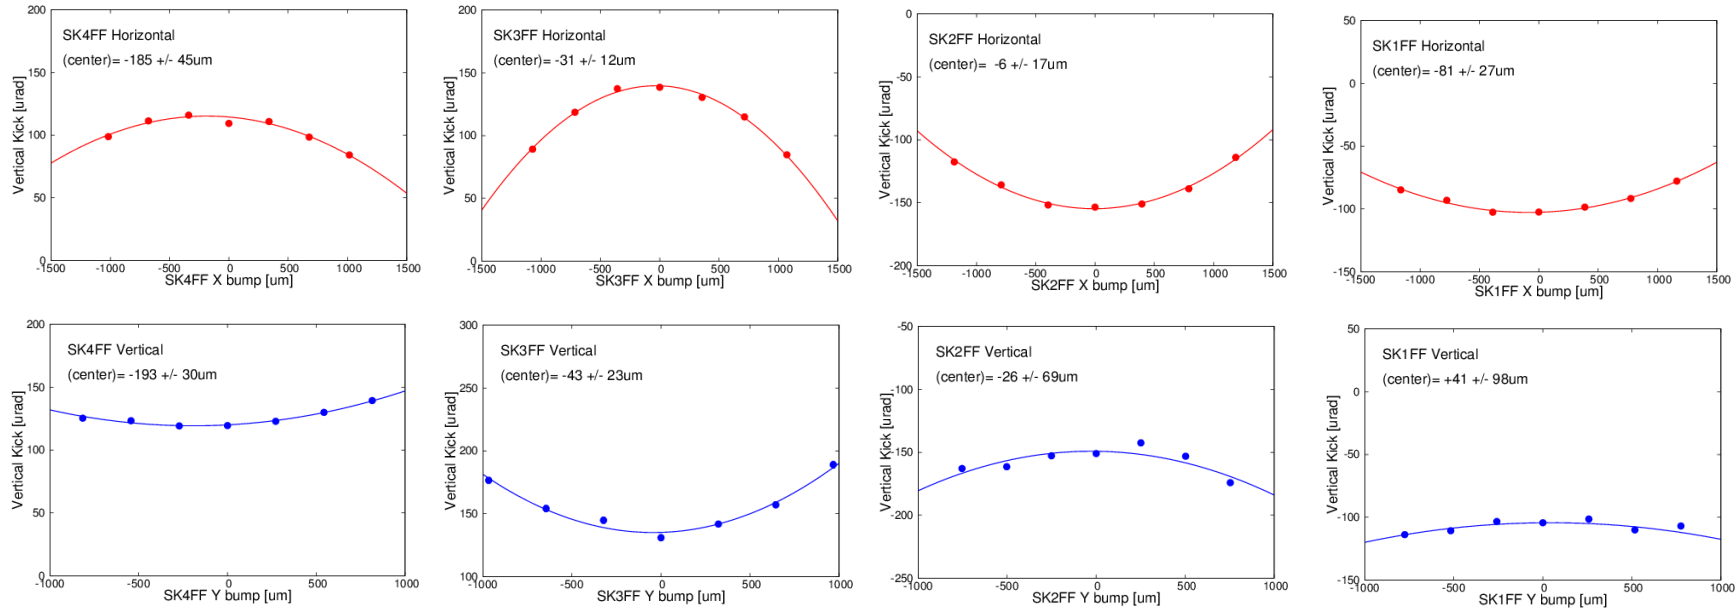 200
150
100
50
0
Vertical Kick [urad]
SK4FF Horizontal
(center)= -185 +/- 45um
-1500 -1000 -500 0 500 1000 1500
SK4FF X bump [um]
200
150
100
50
0
Vertical Kick [urad]
SK3FF Horizontal
(center)= -31 +/- 12um
-1500 -1000 -500 0 500 1000 1500
SK3FF X bump [um]
0
-50
-100
-150
-200
Vertical Kick [urad]
SK2FF Horizontal
(center)= -6 +/- 17um
-1500 -1000 -500 0 500 1000 1500
SK2FF X bump [um]
50
0
-50
-100
-150
Vertical Kick [urad]
SK1FF Horizontal
(center)= -81 +/- 27um
-1500 -1000 -500 0 500 1000 1500
SK1FF X bump [um]
200
150
100
50
0
Vertical Kick [urad]
SK4FF Vertical
(center)= -193 +/- 30um
-1000 -500 0 500 1000
SK4FF Y bump [um]
300
250
200
150
100
Vertical Kick [urad]
SK3FF Vertical
(center)= -43 +/- 23um
-1000 -500 0 500 1000
SK3FF Y bump [um]
-50
-100
-150
-200
-250
Vertical Kick [urad]
SK2FF Vertical
(center)= -26 +/- 69um
-1000 -500 0 500 1000
SK2FF Y bump [um]
50
0
-50
-100
-150
Vertical Kick [urad]
SK1FF Vertical
(center)= +41 +/- 98um
-1000 -500 0 500 1000
SK1FF Y bump [um]